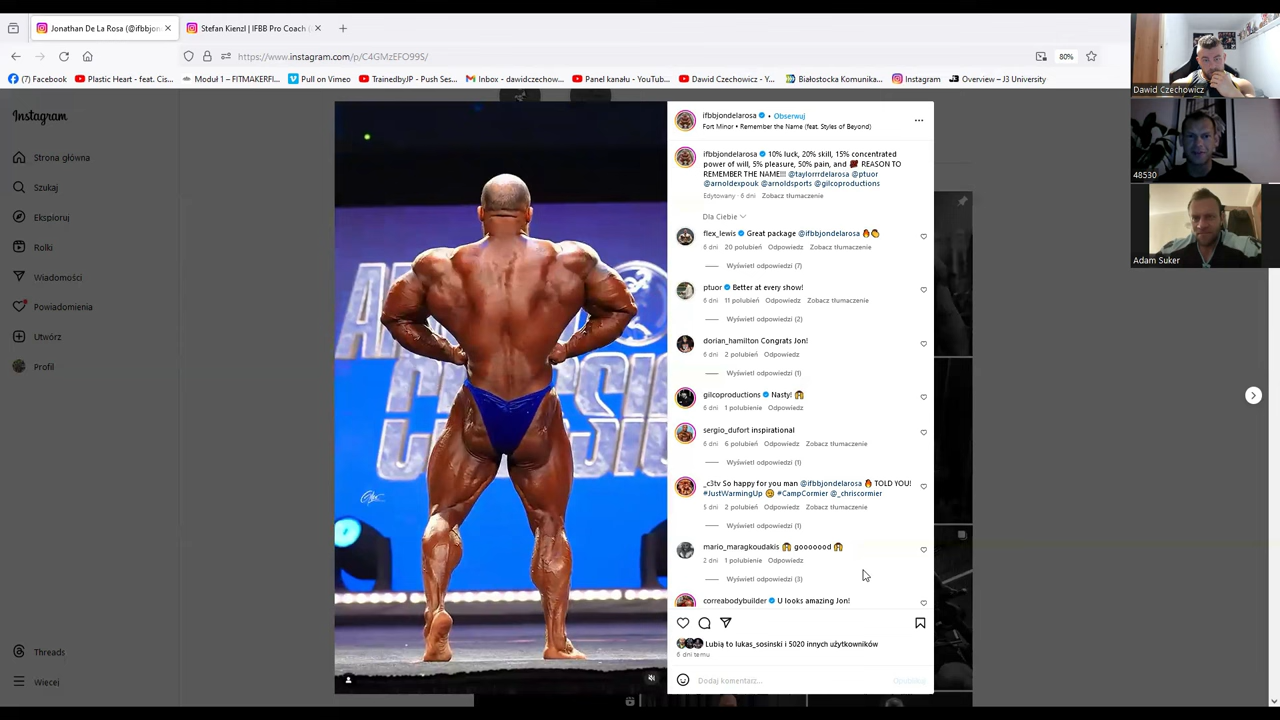 Jonathan De La Rosa (@ifbbjon
Stefan Kienzl | IFBB Pro Coach (
https://www.instagram.com/p/C4GMzEFO99S/
80%
(7) Facebook
Plastic Heart - feat. Cis...
Moduł 1 – FITMAKERFI...
Pull on Vimeo
TrainedbyJP - Push Ses...
Inbox - dawidczechow...
Panel kanału - YouTub...
Dawid Czechowicz - Y...
Białostocka Komunika...
Instagram
Overview – J3 University
Dawid Czechowicz
48530
Adam Suker
Instagram
Strona główna
Szukaj
Eksploruj
Rolki
Wiadomości
Powiadomienia
Utwórz
Profil
Threads
Więcej
ifbbjondelarosa • Obserwuj
Fort Minor • Remember the Name (feat. Styles of Beyond)
ifbbjondelarosa 10% luck, 20% skill, 15% concentrated
power of will, 5% pleasure, 50% pain, and REASON TO
REMEMBER THE NAME!!! @taylorrrdelarosa @ptuor
@arnoldexpouk @arnoldsports @gilcoproductions
Edytowany · 6 dni Zobacz tłumaczenie
Dla Ciebie
flex_lewis Great package @ifbbjondelarosa 🔥👏
6 dni 20 polubień Odpowiedz Zobacz tłumaczenie
Wyświetl odpowiedzi (7)
ptuor Better at every show!
6 dni 11 polubień Odpowiedz Zobacz tłumaczenie
Wyświetl odpowiedzi (2)
dorian_hamilton Congrats Jon!
6 dni 2 polubień Odpowiedz
Wyświetl odpowiedzi (1)
gilcoproductions Nasty!
6 dni 1 polubienie Odpowiedz
sergio_dufort inspirational
6 dni 6 polubień Odpowiedz Zobacz tłumaczenie
Wyświetl odpowiedzi (1)
_c3tv So happy for you man @ifbbjondelarosa 🔥 TOLD YOU!
#JustWarmingUp #CampCormier @_chriscormier
5 dni 2 polubień Odpowiedz Zobacz tłumaczenie
Wyświetl odpowiedzi (1)
mario_maragkoudakis gooooood
2 dni 1 polubienie Odpowiedz
Wyświetl odpowiedzi (3)
correabodybuilder U looks amazing Jon!
Lubią to lukas_sosinski i 5020 innych użytkowników
6 dni temu
Dodaj komentarz...
Opublikuj